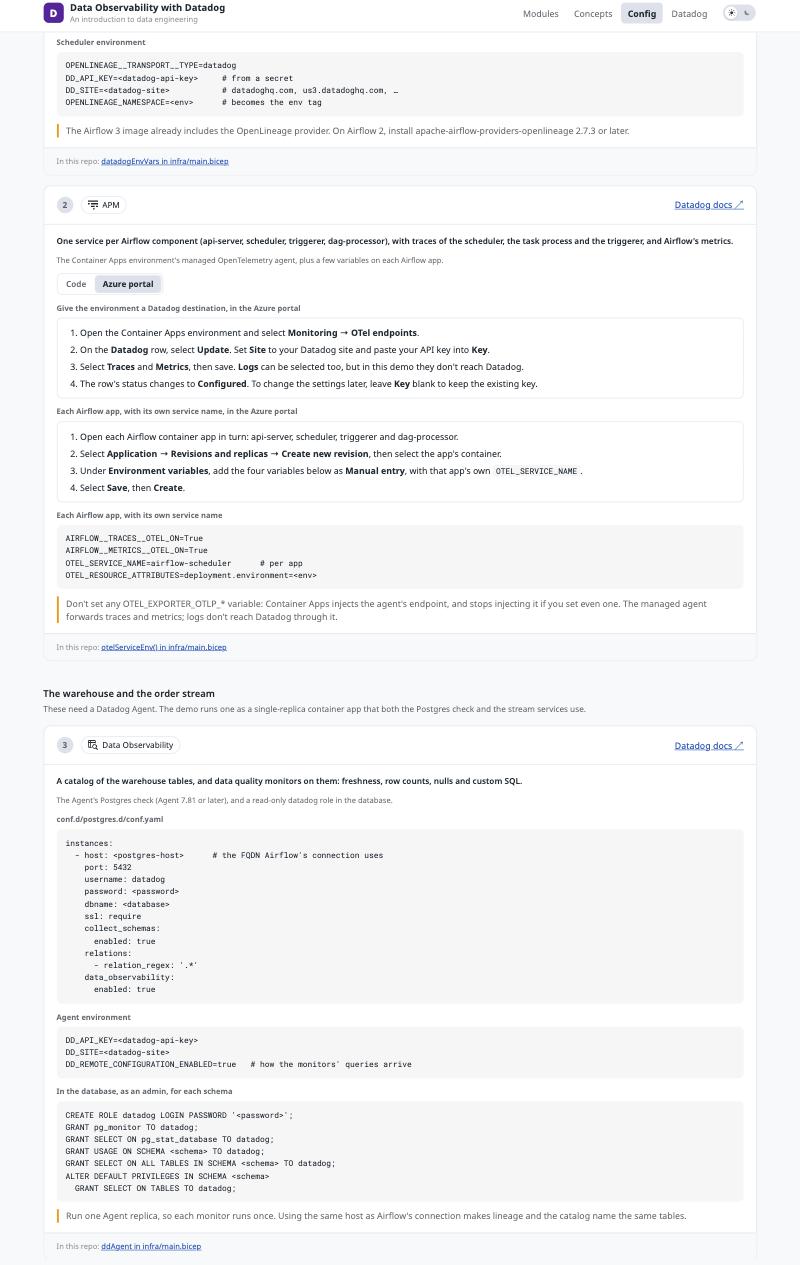 D
Data Observability with Datadog
An introduction to data engineering
Modules Concepts Config Datadog
Scheduler environment
OPENLINEAGE__TRANSPORT__TYPE=datadog
DD_API_KEY=<datadog-api-key> # from a secret
DD_SITE=<datadog-site> # datadoghq.com, us3.datadoghq.com, …
OPENLINEAGE_NAMESPACE=<env> # becomes the env tag
The Airflow 3 image already includes the OpenLineage provider. On Airflow 2, install apache-airflow-providers-openlineage 2.7.3 or later.
In this repo: datadogEnvVars in infra/main.bicep
2 APM Datadog docs ↗
One service per Airflow component (api-server, scheduler, triggerer, dag-processor), with traces of the scheduler, the task process and the triggerer, and Airflow's metrics.
The Container Apps environment's managed OpenTelemetry agent, plus a few variables on each Airflow app.
Code Azure portal
Give the environment a Datadog destination, in the Azure portal
1. Open the Container Apps environment and select Monitoring → OTel endpoints.
2. On the Datadog row, select Update. Set Site to your Datadog site and paste your API key into Key.
3. Select Traces and Metrics, then save. Logs can be selected too, but in this demo they don't reach Datadog.
4. The row's status changes to Configured. To change the settings later, leave Key blank to keep the existing key.
Each Airflow app, with its own service name, in the Azure portal
1. Open each Airflow container app in turn: api-server, scheduler, triggerer and dag-processor.
2. Select Application → Revisions and replicas → Create new revision, then select the app's container.
3. Under Environment variables, add the four variables below as Manual entry, with that app's own OTEL_SERVICE_NAME .
4. Select Save, then Create.
Each Airflow app, with its own service name
AIRFLOW__TRACES__OTEL_ON=True
AIRFLOW__METRICS__OTEL_ON=True
OTEL_SERVICE_NAME=airflow-scheduler # per app
OTEL_RESOURCE_ATTRIBUTES=deployment.environment=<env>
Don't set any OTEL_EXPORTER_OTLP_* variable: Container Apps injects the agent's endpoint, and stops injecting it if you set even one. The managed agent
forwards traces and metrics; logs don't reach Datadog through it.
In this repo: otelServiceEnv() in infra/main.bicep
The warehouse and the order stream
These need a Datadog Agent. The demo runs one as a single-replica container app that both the Postgres check and the stream services use.
3 Data Observability Datadog docs ↗
A catalog of the warehouse tables, and data quality monitors on them: freshness, row counts, nulls and custom SQL.
The Agent's Postgres check (Agent 7.81 or later), and a read-only datadog role in the database.
conf.d/postgres.d/conf.yaml
instances:
- host: <postgres-host> # the FQDN Airflow's connection uses
port: 5432
username: datadog
password: <password>
dbname: <database>
ssl: require
collect_schemas:
enabled: true
relations:
- relation_regex: '.*'
data_observability:
enabled: true
Agent environment
DD_API_KEY=<datadog-api-key>
DD_SITE=<datadog-site>
DD_REMOTE_CONFIGURATION_ENABLED=true # how the monitors' queries arrive
In the database, as an admin, for each schema
CREATE ROLE datadog LOGIN PASSWORD '<password>';
GRANT pg_monitor TO datadog;
GRANT SELECT ON pg_stat_database TO datadog;
GRANT USAGE ON SCHEMA <schema> TO datadog;
GRANT SELECT ON ALL TABLES IN SCHEMA <schema> TO datadog;
ALTER DEFAULT PRIVILEGES IN SCHEMA <schema>
GRANT SELECT ON TABLES TO datadog;
Run one Agent replica, so each monitor runs once. Using the same host as Airflow's connection makes lineage and the catalog name the same tables.
In this repo: ddAgent in infra/main.bicep